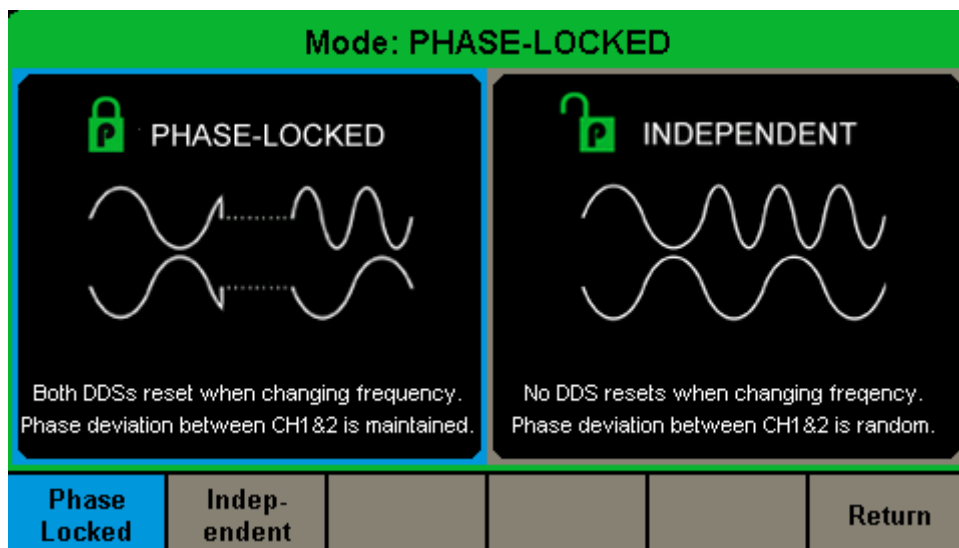 Mode: PHASE-LOCKED
P PHASE-LOCKED
Both DDSs reset when changing frequency.
Phase deviation between CH1&2 is maintained.
P INDEPENDENT
No DDS resets when changing freqency.
Phase deviation between CH1&2 is random.
Phase
Locked
Indep-
endent
Return